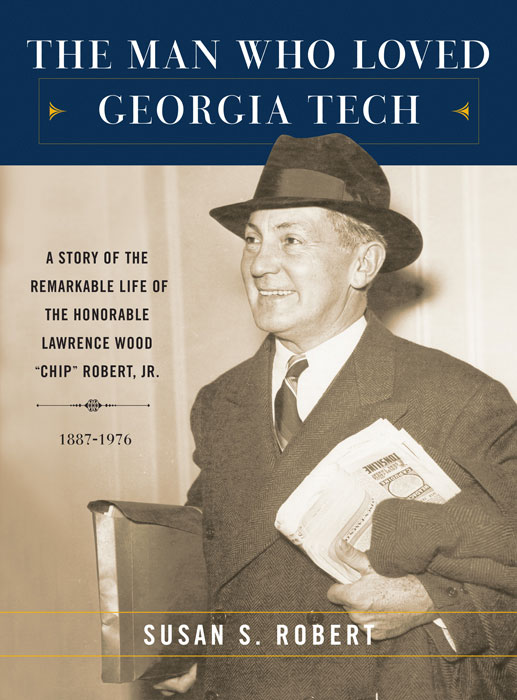 THE MAN WHO LOVED
GEORGIA TECH
A STORY OF THE
REMARKABLE LIFE OF
THE HONORABLE
LAWRENCE WOOD
“CHIP” ROBERT, JR.
1887-1976
TONSILINE
SUSAN S. ROBERT